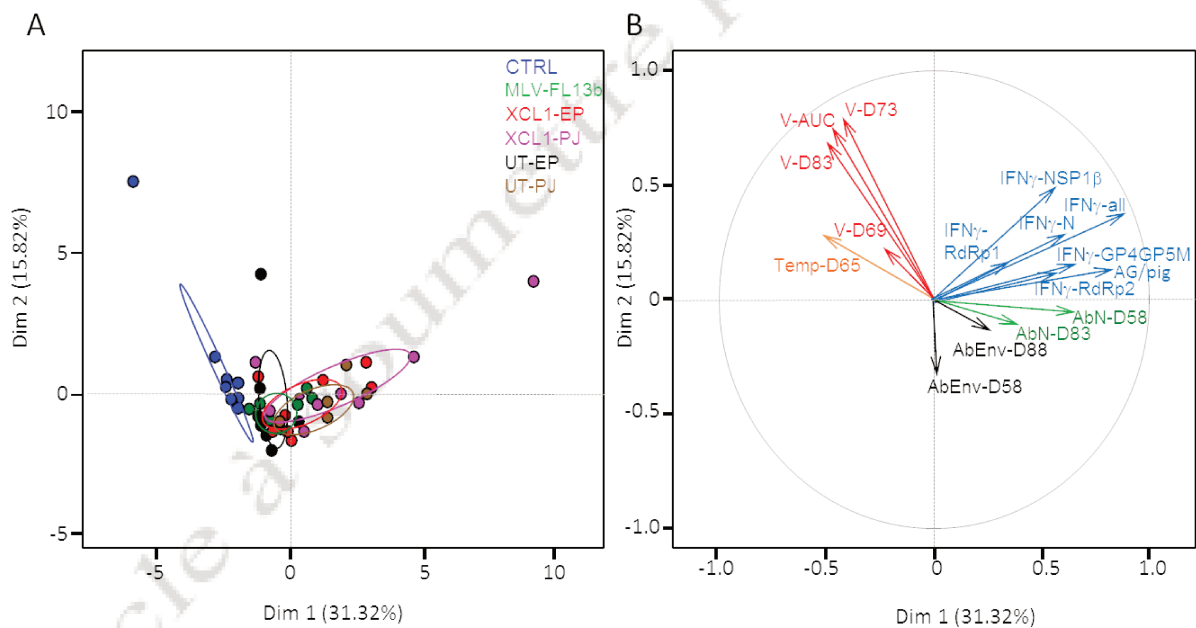 A
CTRL
MLV-FL13b
XCL1-EP
XCL1-PJ
UT-EP
UT-PJ
10
5
0
-5
Dim 2 (15.82%)
-5
0
5
10
Dim 1 (31.32%)
B
1.0
0.5
0
-0.5
-1.0
Dim 2 (15.82%)
V-D73
V-AUC
V-D83
IFNγ-NSP1β
IFNγ-all
IFNγ-N
IFNγ-
RdRp1
V-D69
Temp-D65
IFNγ-GP4GP5M
AG/pig
IFNγ-RdRp2
AbN-D58
AbN-D83
AbEnv-D88
AbEnv-D58
-1.0
-0.5
0
0.5
1.0
Dim 1 (31.32%)
cle à soumettre